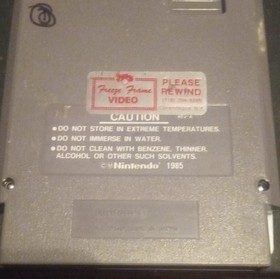 Freeze Frame
VIDEO
PLEASE
REWIND
CAUTION
REV-A
•DO NOT STORE IN EXTREME TEMPERATURES.
•DO NOT IMMERSE IN WATER.
•DO NOT CLEAN WITH BENZENE, THINNER,
ALCOHOL OR OTHER SUCH SOLVENTS.
©®Nintendo 1985